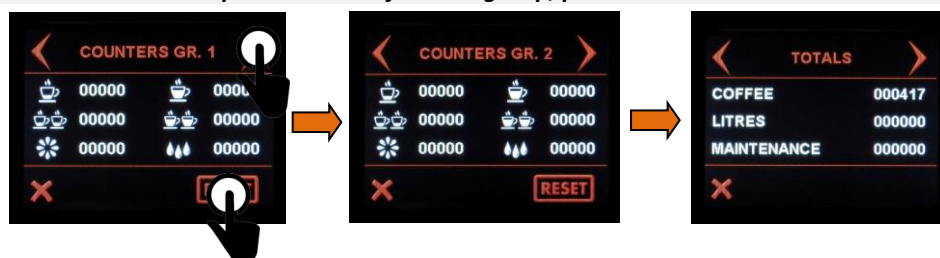 COUNTERS GR. 1
00000
00000 00000
00000 00000
COUNTERS GR. 2
00000 00000
00000 00000
00000 00000
RESET
TOTALS
COFFEE 000417
LITRES 000000
MAINTENANCE 000000